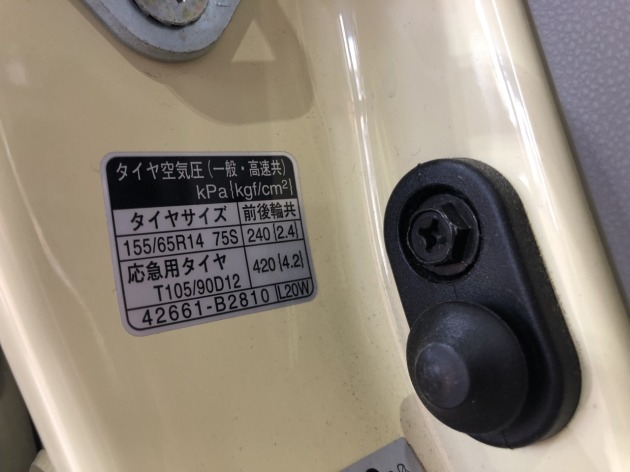 タイヤ空気圧(一般・高速共)
kPa{kgf/cm²}
タイヤサイズ 前後輪共
155/65R14 75S 240{2.4}
応急用タイヤ
T105/90D12 420{4.2}
42661-B2810 L20W